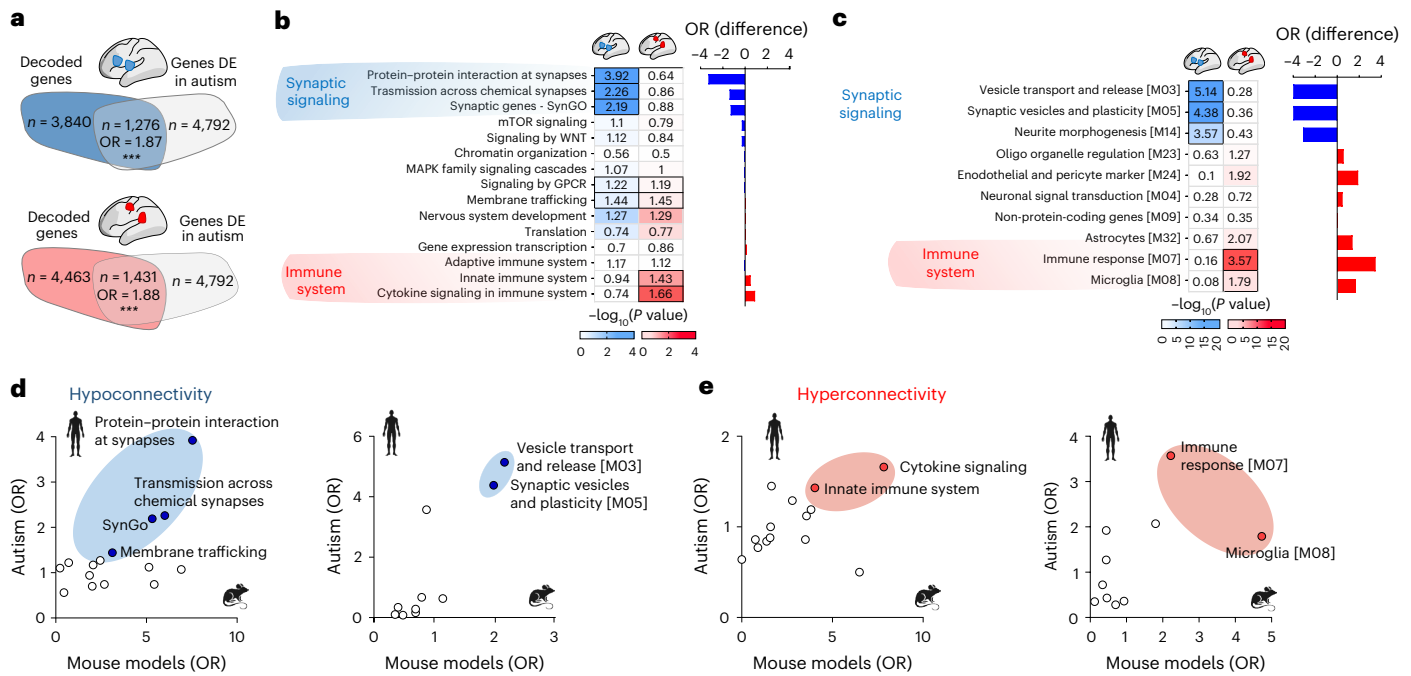 a
Decoded
genes
Genes DE
in autism
n = 3,840
n = 1,276
OR = 1.87
***
n = 4,792
Decoded
genes
Genes DE
in autism
n = 4,463
n = 1,431
OR = 1.88
***
n = 4,792
b
OR (difference)
−4 −2 0 2 4
Synaptic
signaling
Protein–protein interaction at synapses 3.92 0.64
Trasmission across chemical synapses 2.26 0.86
Synaptic genes - SynGO 2.19 0.88
mTOR signaling 1.1 0.79
Signaling by WNT 1.12 0.84
Chromatin organization 0.56 0.5
MAPK family signaling cascades 1.07 1
Signaling by GPCR 1.22 1.19
Membrane trafficking 1.44 1.45
Nervous system development 1.27 1.29
Translation 0.74 0.77
Gene expression transcription 0.7 0.86
Adaptive immune system 1.17 1.12
Innate immune system 0.94 1.43
Cytokine signaling in immune system 0.74 1.66
Immune
system
−log10(P value)
0 2 4 0 2 4
c
OR (difference)
−4 −2 0 2 4
Synaptic
signaling
Vesicle transport and release [M03] 5.14 0.28
Synaptic vesicles and plasticity [M05] 4.38 0.36
Neurite morphogenesis [M14] 3.57 0.43
Oligo organelle regulation [M23] 0.63 1.27
Endothelial and pericyte marker [M24] 0.1 1.92
Neuronal signal transduction [M04] 0.28 0.72
Non-protein-coding genes [M09] 0.34 0.35
Astrocytes [M32] 0.67 2.07
Immune response [M07] 0.16 3.57
Microglia [M08] 0.08 1.79
Immune
system
−log10(P value)
0 5 10 15 20 0 5 10 15 20
d
Hypoconnectivity
Autism (OR)
4
3
2
1
0
Protein–protein interaction
at synapses
Transmission across
chemical synapses
SynGo
Membrane trafficking
0 5 10
Mouse models (OR)
Autism (OR)
6
4
2
0
Vesicle transport
and release [M03]
Synaptic vesicles
and plasticity [M05]
0 1 2 3
Mouse models (OR)
e
Hyperconnectivity
Autism (OR)
2
1
0
Cytokine signaling
Innate immune system
0 5 10
Mouse models (OR)
Autism (OR)
4
3
2
1
0
Immune
response [M07]
Microglia [M08]
0 1 2 3 4 5
Mouse models (OR)